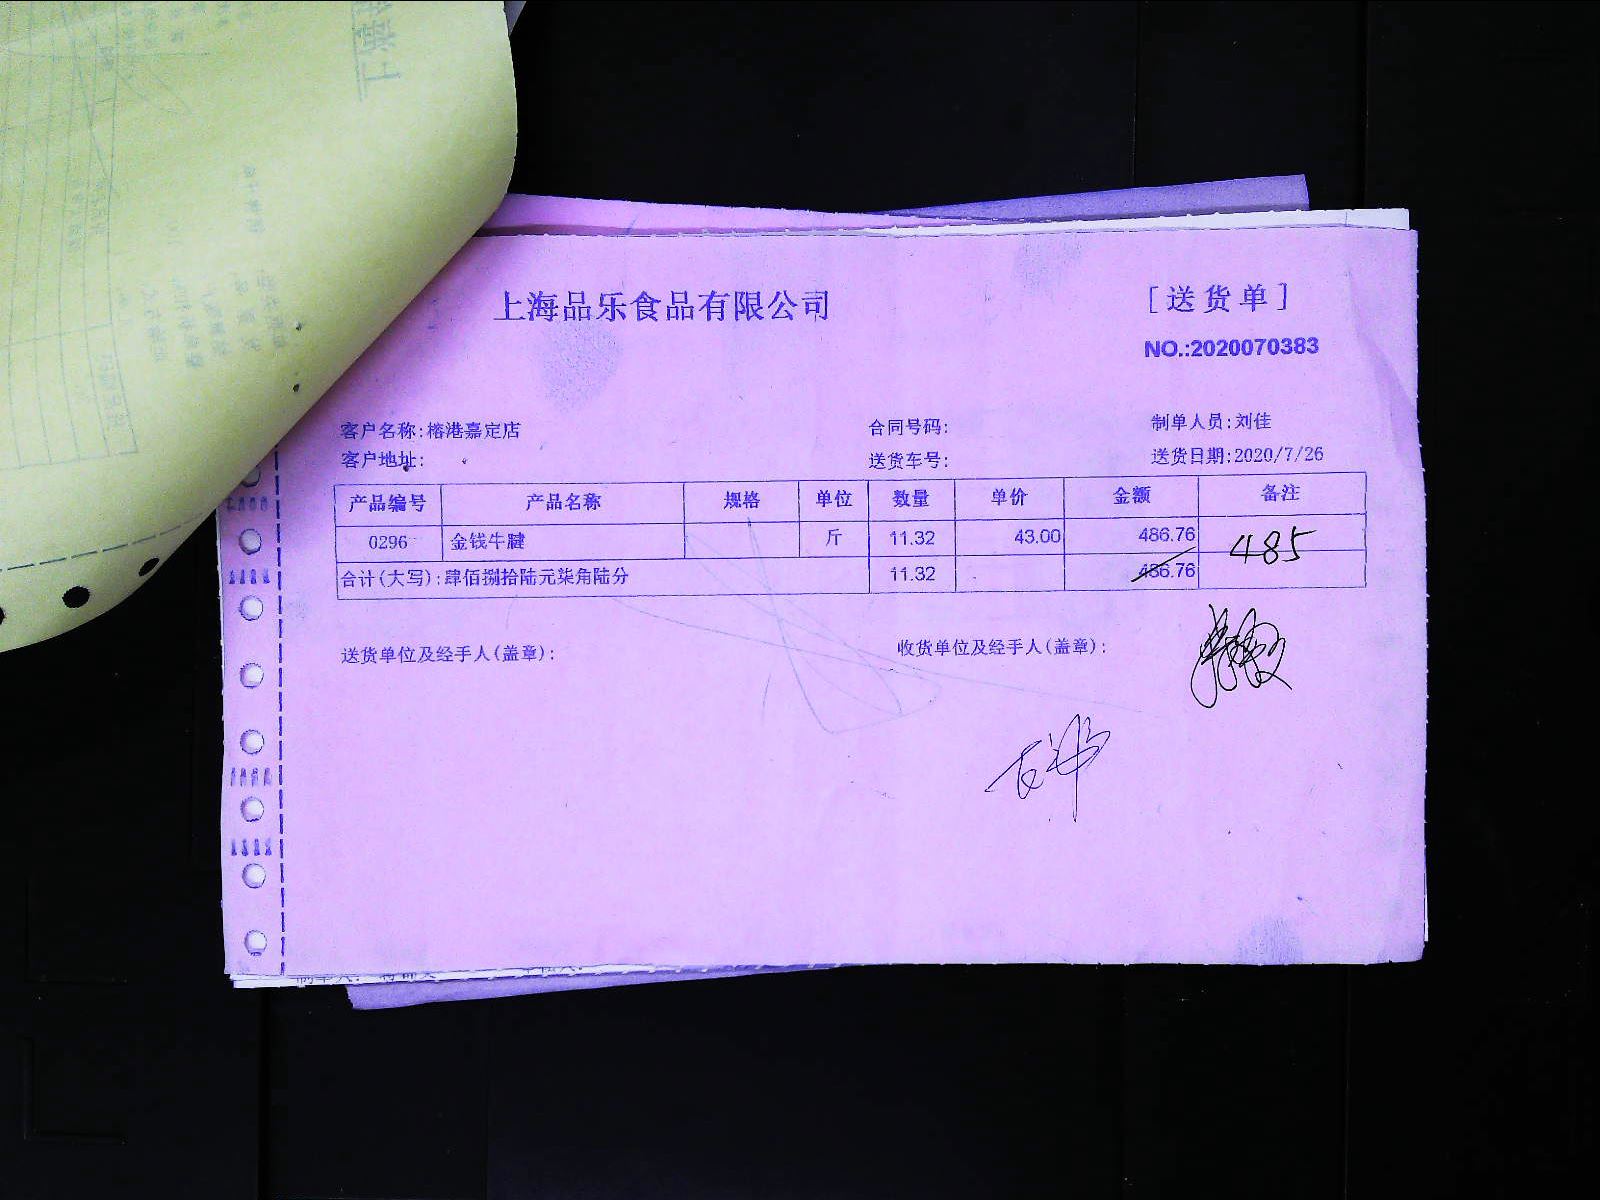 上海品乐食品有限公司
[送货单]
NO.:2020070383
客户名称:榕港嘉定店 合同号码: 制单人员:刘佳
客户地址: 送货车号: 送货日期:2020/7/26
产品编号 产品名称 规格 单位 数量 单价 金额 备注
0296 金钱牛腱 斤 11.32 43.00 486.76
485
合计(大写):肆佰捌拾陆元柒角陆分 11.32 486.76
送货单位及经手人(盖章): 收货单位及经手人(盖章):